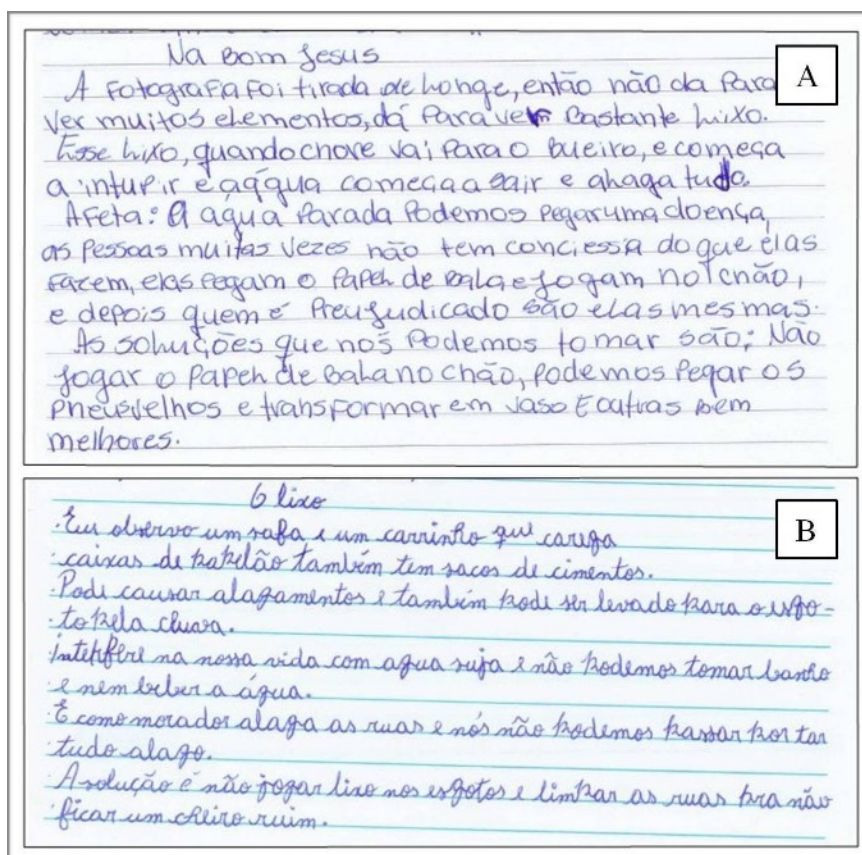 Na Bom Jesus
A
A fotografia foi tirada de longe, então não da para
ver muitos elementos, dá para ver bastante lixo.
Esse lixo, quando chove vai para o bueiro, e começa
a intupir e a água começa a sair e alaga tudo.
Afeta: A agua parada podemos pegar uma doença,
as pessoas muitas vezes não tem conciessia do que elas
fazem, elas pegam o papel de bala e jogam no chão,
e depois quem é preujudicado são elas mesmas.
As soluções que nos podemos tomar são: Não
jogar o papel de bala no chão, podemos pegar os
pneus velhos e transformar em vaso E outras bem
melhores.
O lixo
B
Eu observo um safa e um carrinho que carega
caixas de papelão também tem sacos de cimentos.
Pode causar alagamentos e também pode ser levado para o esgo-
to pela chuva.
interfere na nossa vida com agua suja e não podemos tomar banho
e nem beber a água.
E como morador alaga as ruas e nós não podemos passar por tar
tudo alago.
A solução é não jogar lixo nos esgotos e limpar as ruas pra não
ficar um cheiro ruim.